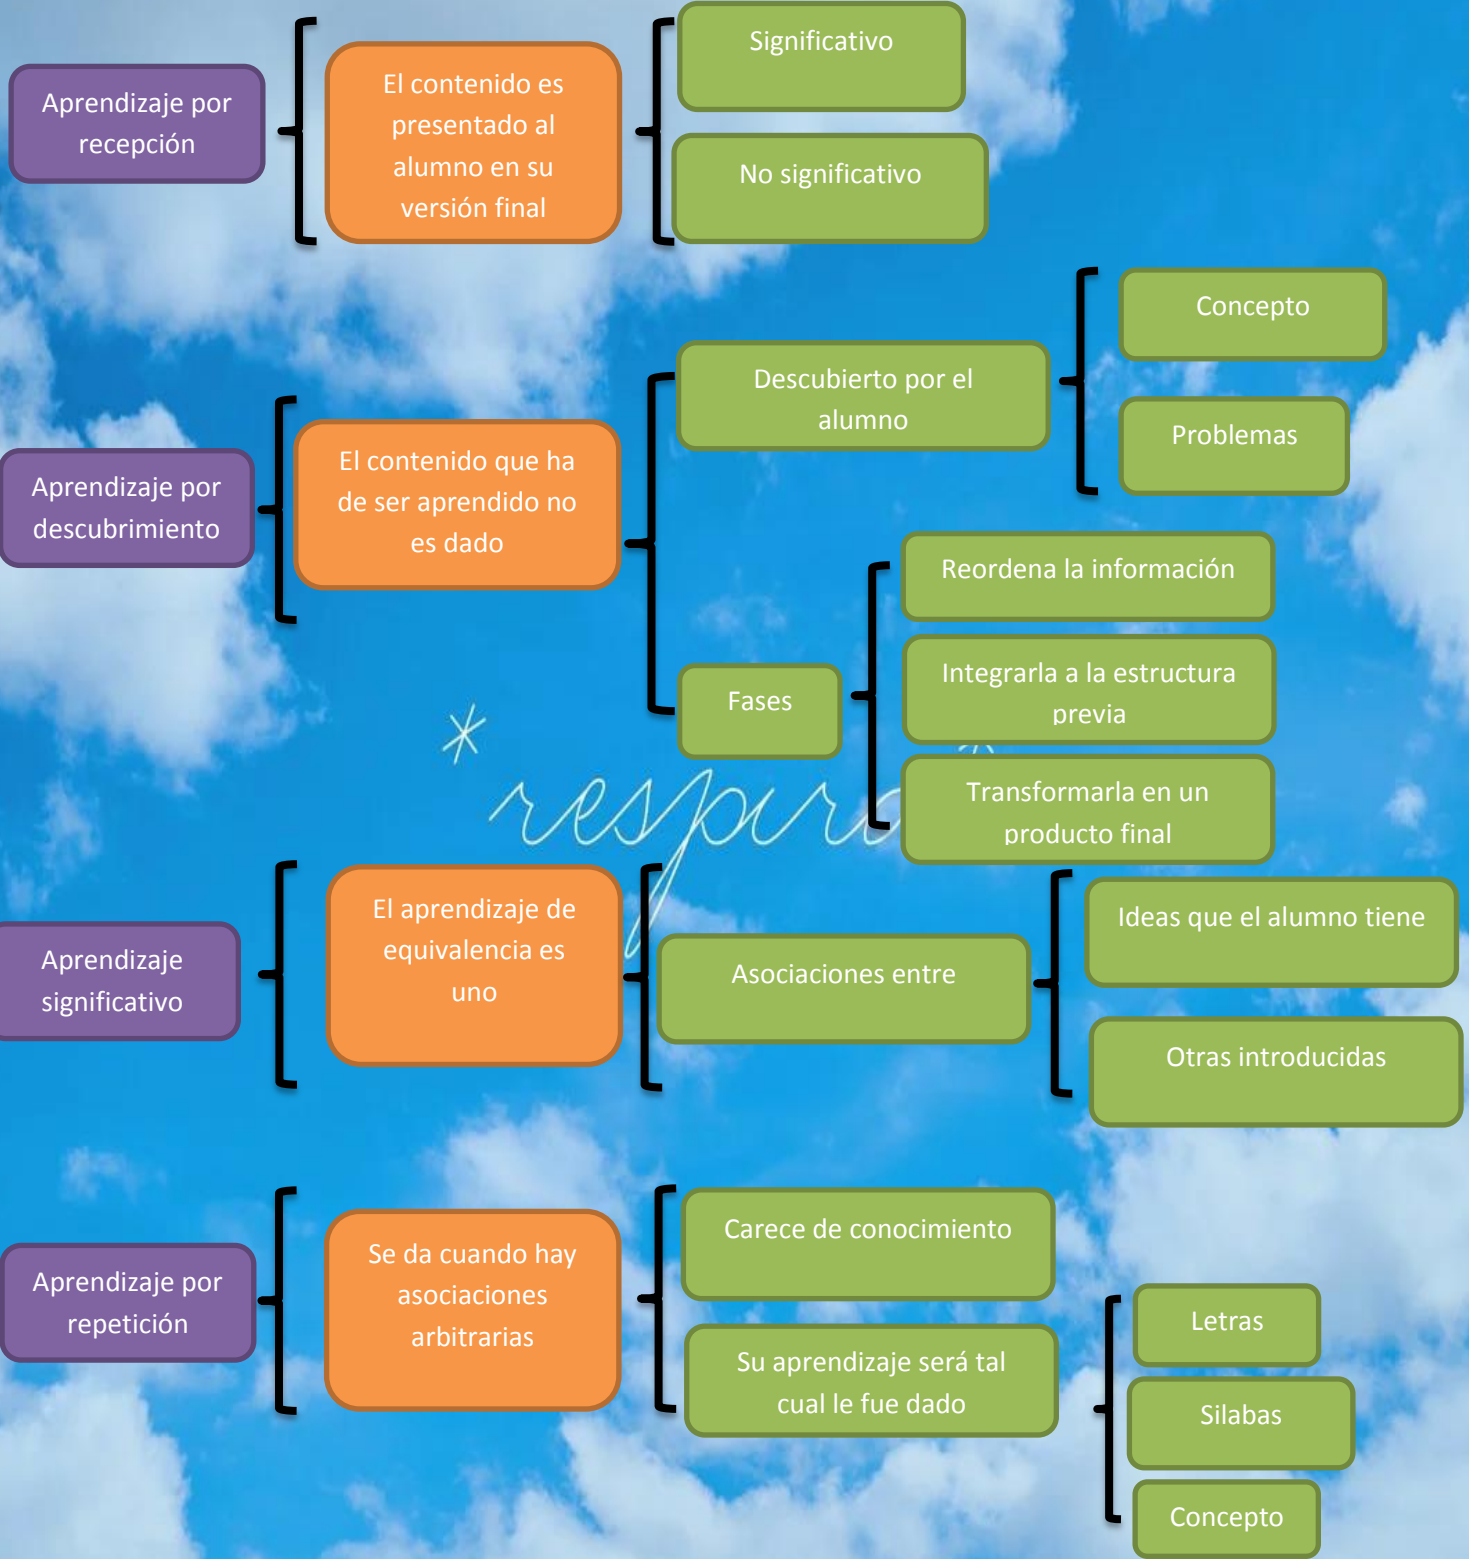 Aprendizaje por
recepción
El contenido es
presentado al
alumno en su
versión final
Significativo
No significativo
Aprendizaje por
descubrimiento
El contenido que ha
de ser aprendido no
es dado
Descubierto por el
alumno
Concepto
Problemas
Fases
Reordena la información
Integrarla a la estructura
previa
Transformarla en un
producto final
Aprendizaje
significativo
El aprendizaje de
equivalencia es
uno
Asociaciones entre
Ideas que el alumno tiene
Otras introducidas
Aprendizaje por
repetición
Se da cuando hay
asociaciones
arbitrarias
Carece de conocimiento
Su aprendizaje será tal
cual le fue dado
Letras
Silabas
Concepto